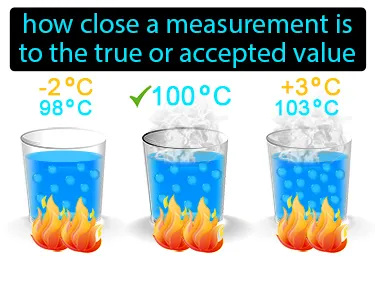 how close a measurement is
to the true or accepted value
-2°C
98°C
✓100°C
+3°C
103°C